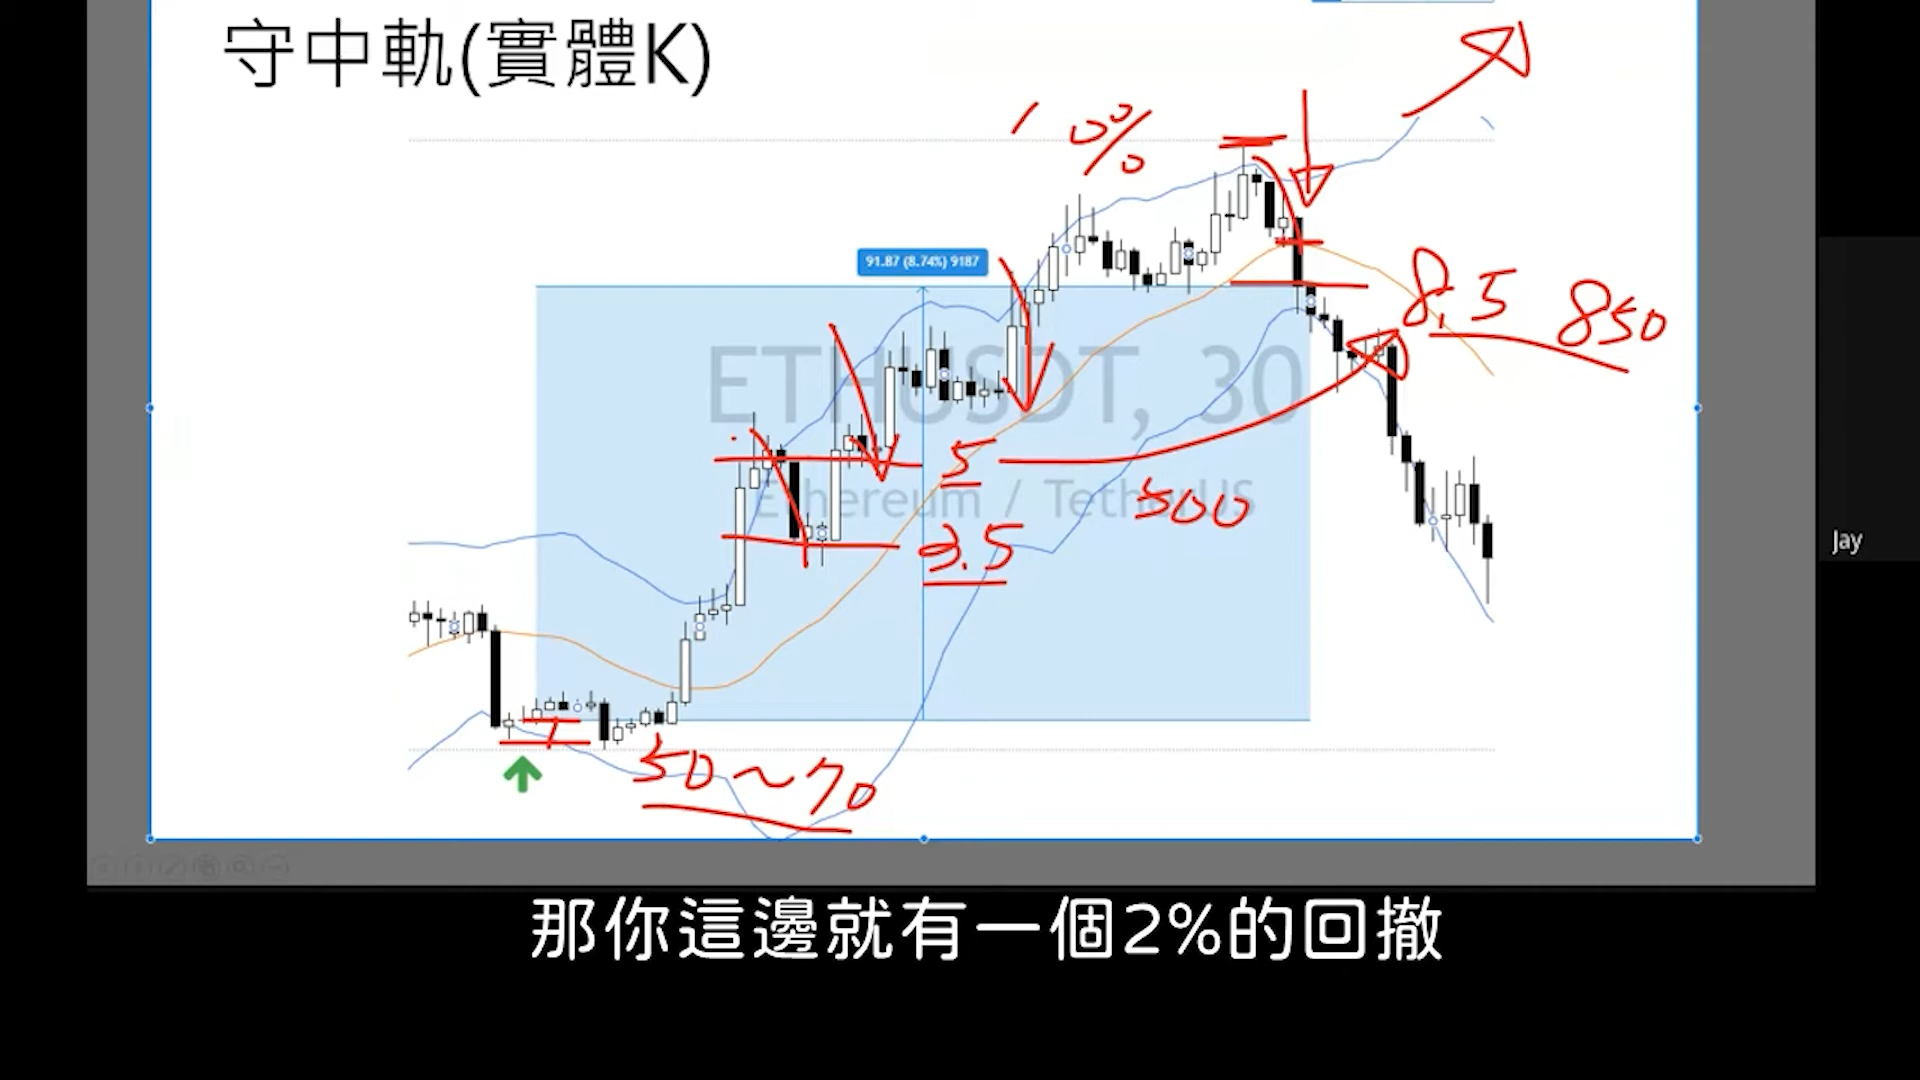 守中軌(實體K)
10%
91.87 (8.74%) 9187
8.5 850
ETHUSDT, 30
5
Ethereum / TetherUS
500
3.5
Jay
50~70
那你這邊就有一個2%的回撤